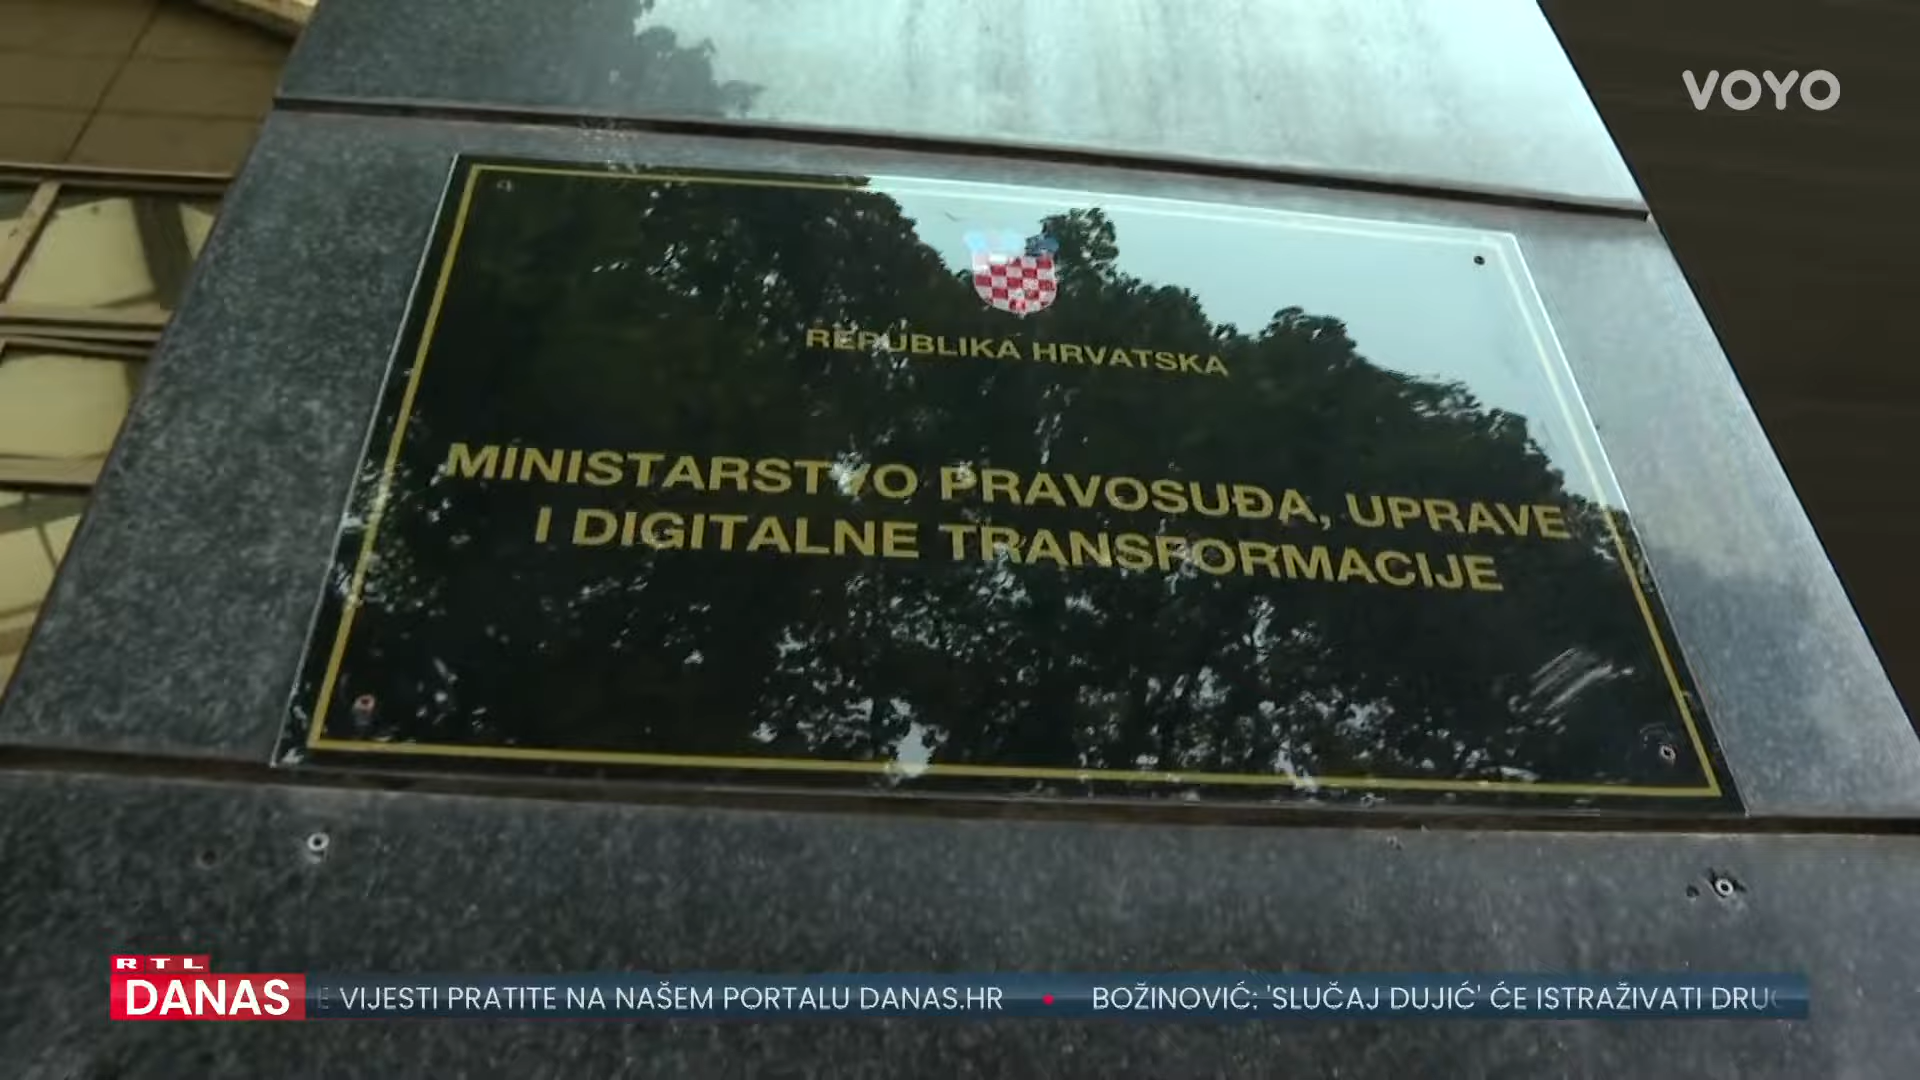 VOYO
REPUBLIKA HRVATSKA
MINISTARSTVO PRAVOSUĐA, UPRAVE
I DIGITALNE TRANSFORMACIJE
RTL
DANAS
VIJESTI PRATITE NA NAŠEM PORTALU DANAS.HR • BOŽINOVIĆ: 'SLUČAJ DUJIĆ' ĆE ISTRAŽIVATI